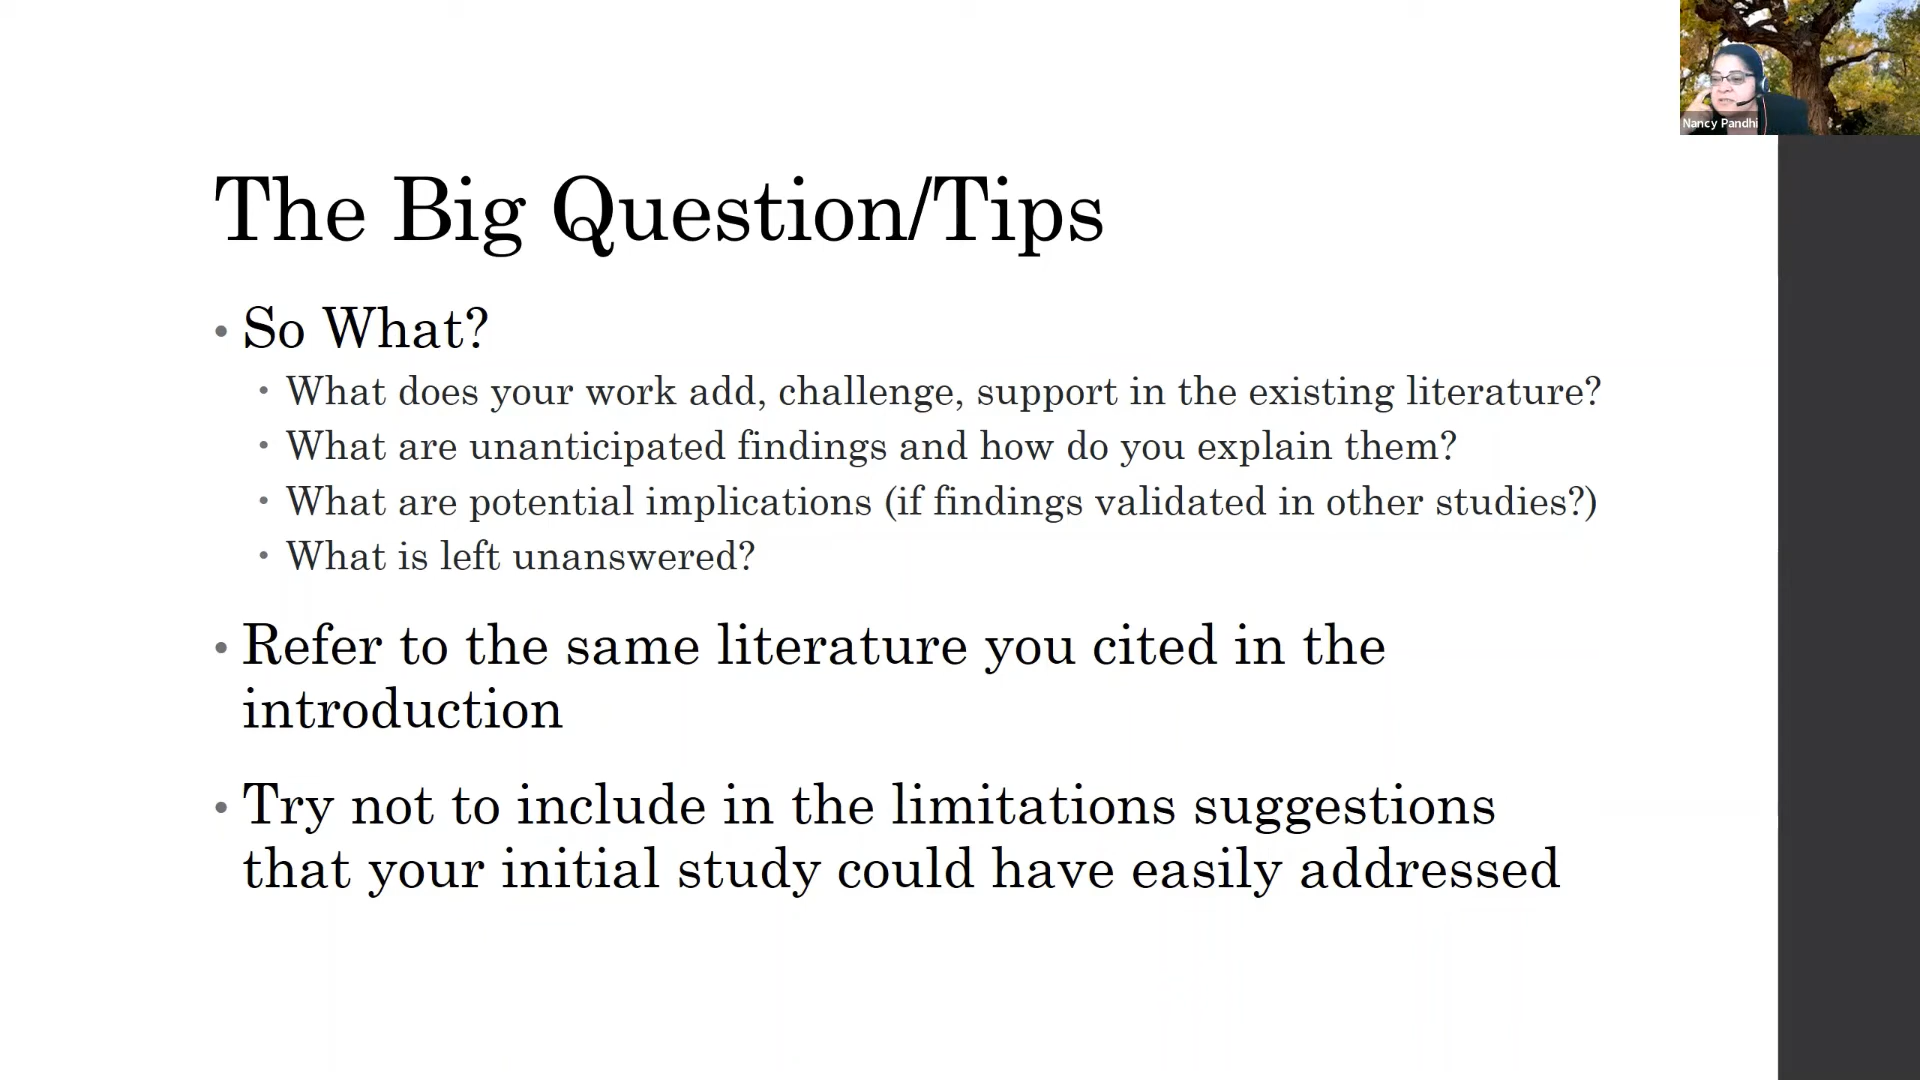 Nancy Pandhi
The Big Question/Tips
• So What?
• What does your work add, challenge, support in the existing literature?
• What are unanticipated findings and how do you explain them?
• What are potential implications (if findings validated in other studies?)
• What is left unanswered?
• Refer to the same literature you cited in the
introduction
• Try not to include in the limitations suggestions
that your initial study could have easily addressed